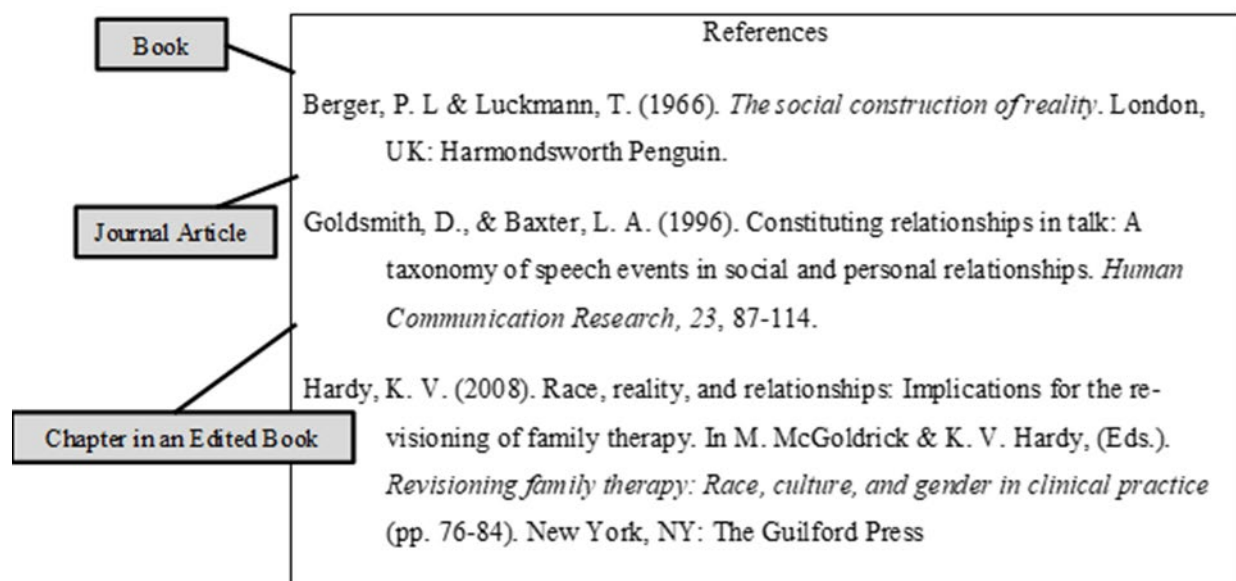 References
Book
Berger, P. L & Luckmann, T. (1966). The social construction of reality. London,
UK: Harmondsworth Penguin.
Journal Article
Goldsmith, D., & Baxter, L. A. (1996). Constituting relationships in talk: A
taxonomy of speech events in social and personal relationships. Human
Communication Research, 23, 87-114.
Chapter in an Edited Book
Hardy, K. V. (2008). Race, reality, and relationships: Implications for the re-
visioning of family therapy. In M. McGoldrick & K. V. Hardy, (Eds.).
Revisioning family therapy: Race, culture, and gender in clinical practice
(pp. 76-84). New York, NY: The Guilford Press